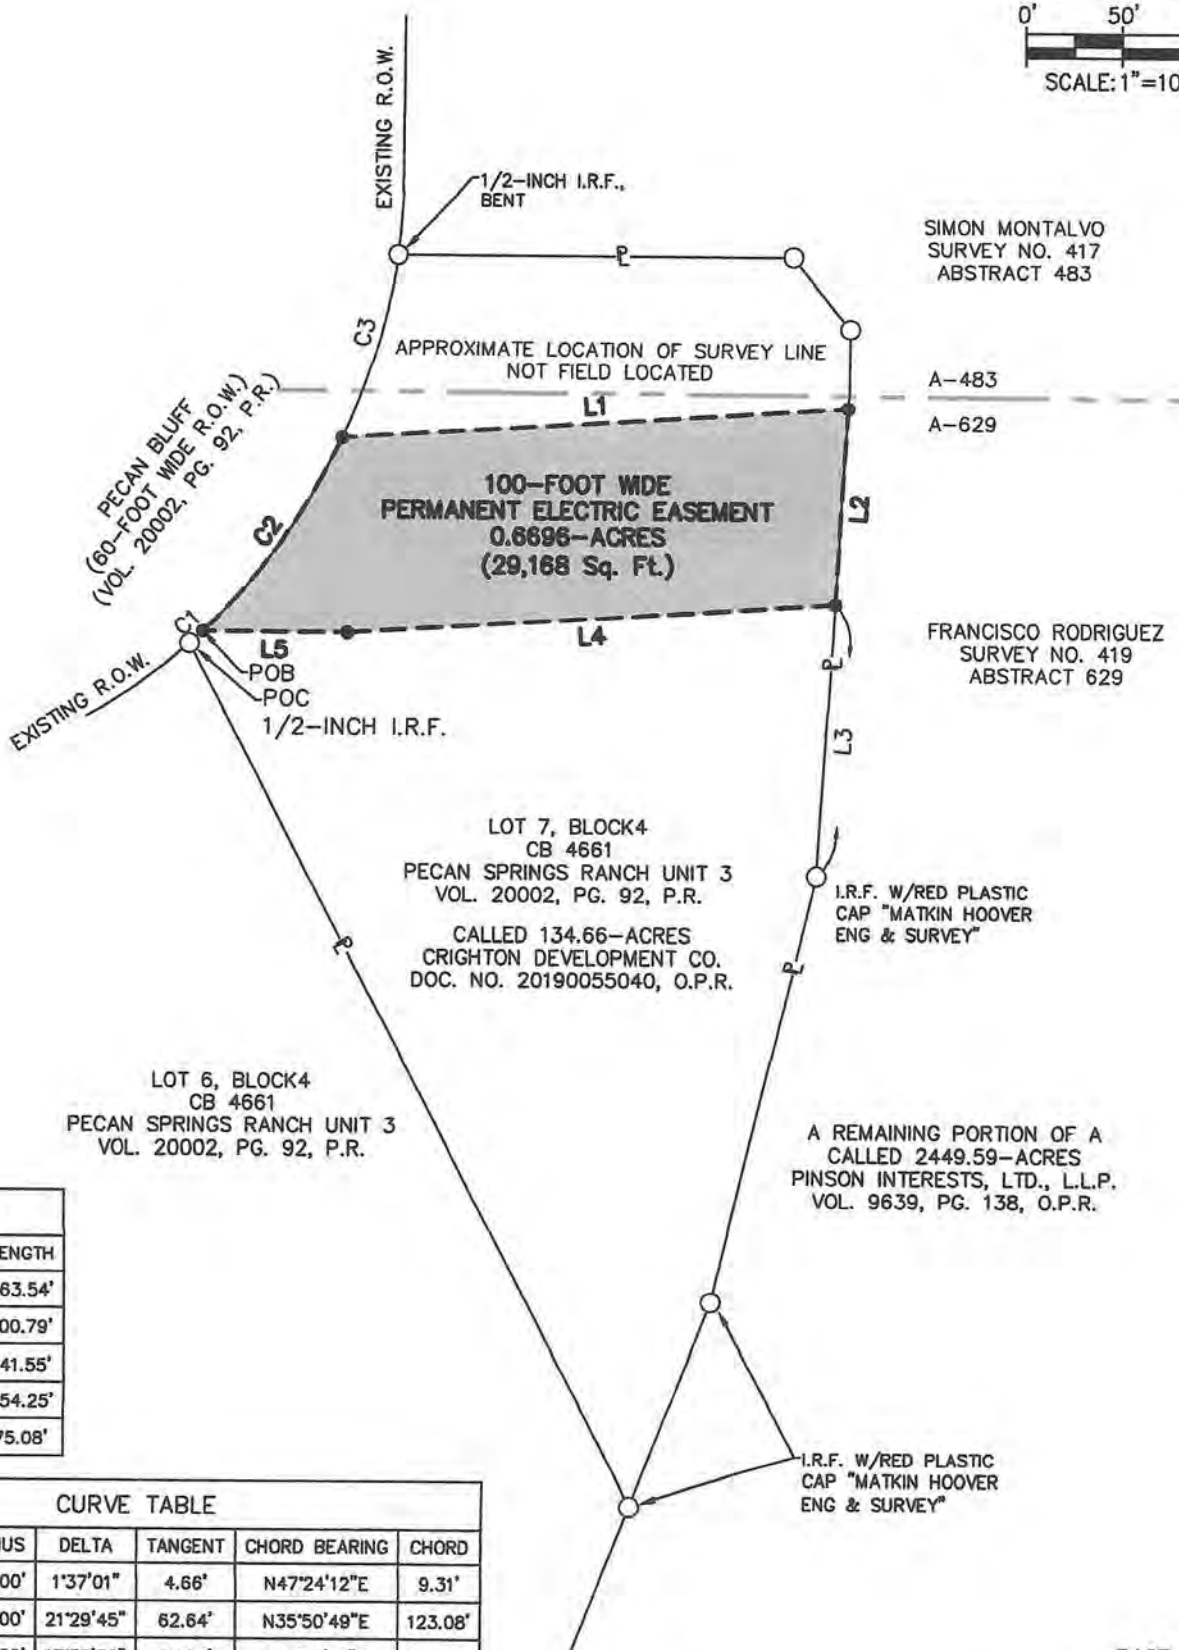 0' 50'
SCALE: 1"=10
EXISTING R.O.W.
1/2-INCH I.R.F.,
BENT
SIMON MONTALVO
SURVEY NO. 417
ABSTRACT 483
P
C3
APPROXIMATE LOCATION OF SURVEY LINE
NOT FIELD LOCATED
A-483
A-629
L1
PECAN BLUFF
(60-FOOT WIDE R.O.W.)
(VOL. 20002, PG. 92, P.R.)
100-FOOT WIDE
PERMANENT ELECTRIC EASEMENT
0.6696-ACRES
(29,168 Sq. Ft.)
C2
L2
C1
L5
L4
POB
POC
1/2-INCH I.R.F.
EXISTING R.O.W.
FRANCISCO RODRIGUEZ
SURVEY NO. 419
ABSTRACT 629
P
L3
LOT 7, BLOCK4
CB 4661
PECAN SPRINGS RANCH UNIT 3
VOL. 20002, PG. 92, P.R.
CALLED 134.66-ACRES
CRIGHTON DEVELOPMENT CO.
DOC. NO. 20190055040, O.P.R.
I.R.F. W/RED PLASTIC
CAP "MATKIN HOOVER
ENG & SURVEY"
P
P
LOT 6, BLOCK4
CB 4661
PECAN SPRINGS RANCH UNIT 3
VOL. 20002, PG. 92, P.R.
A REMAINING PORTION OF A
CALLED 2449.59-ACRES
PINSON INTERESTS, LTD., L.L.P.
VOL. 9639, PG. 138, O.P.R.
ENGTH
63.54'
00.79'
41.55'
54.25'
75.08'
I.R.F. W/RED PLASTIC
CAP "MATKIN HOOVER
ENG & SURVEY"
CURVE TABLE
IUS DELTA TANGENT CHORD BEARING CHORD
00' 1°37'01" 4.66' N47°24'12"E 9.31'
00' 21°29'45" 62.64' N35°50'49"E 123.08'